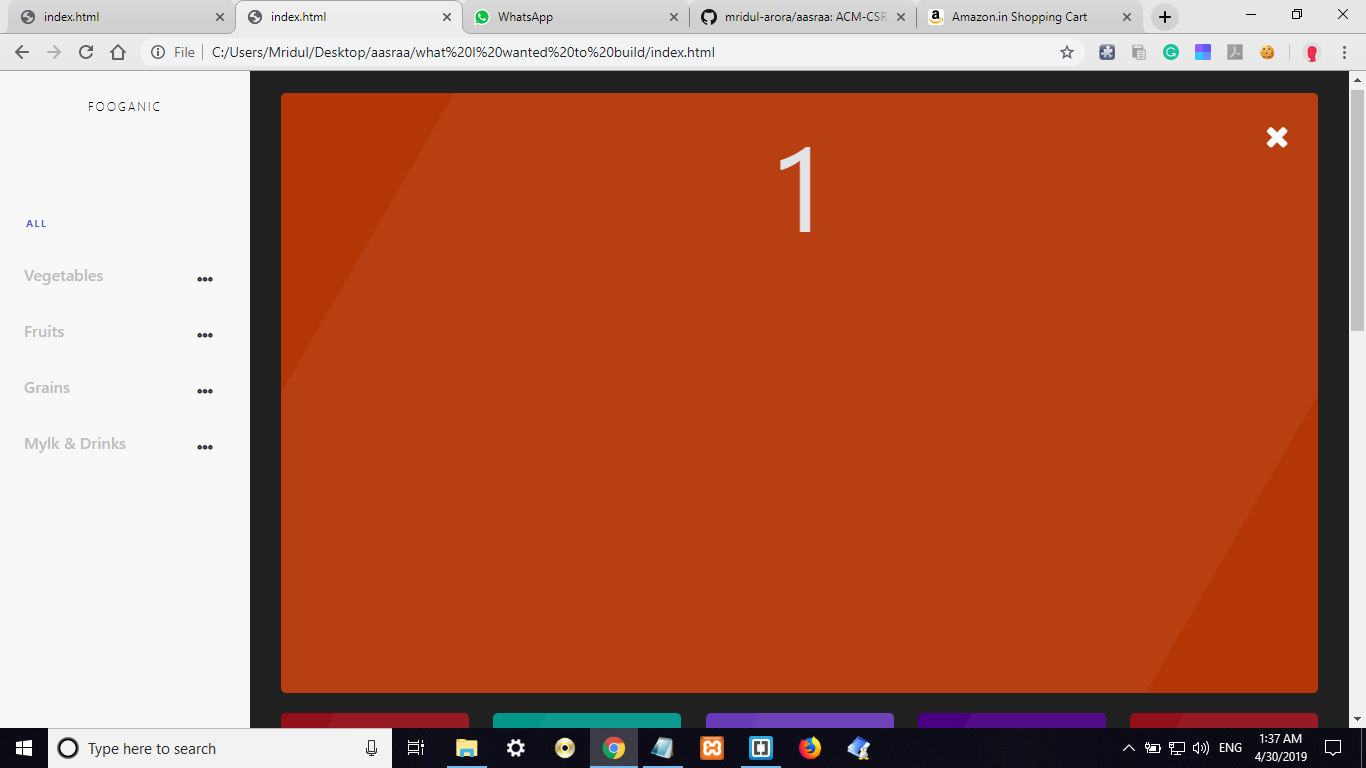 index.html
index.html
WhatsApp
mridul-arora/aasraa: ACM-CSR
Amazon.in Shopping Cart
File
C:/Users/Mridul/Desktop/aasraa/what%20I%20wanted%20to%20build/index.html
FOOGANIC
1
ALL
Vegetables
Fruits
Grains
Mylk & Drinks
Type here to search
ENG
1:37 AM
4/30/2019